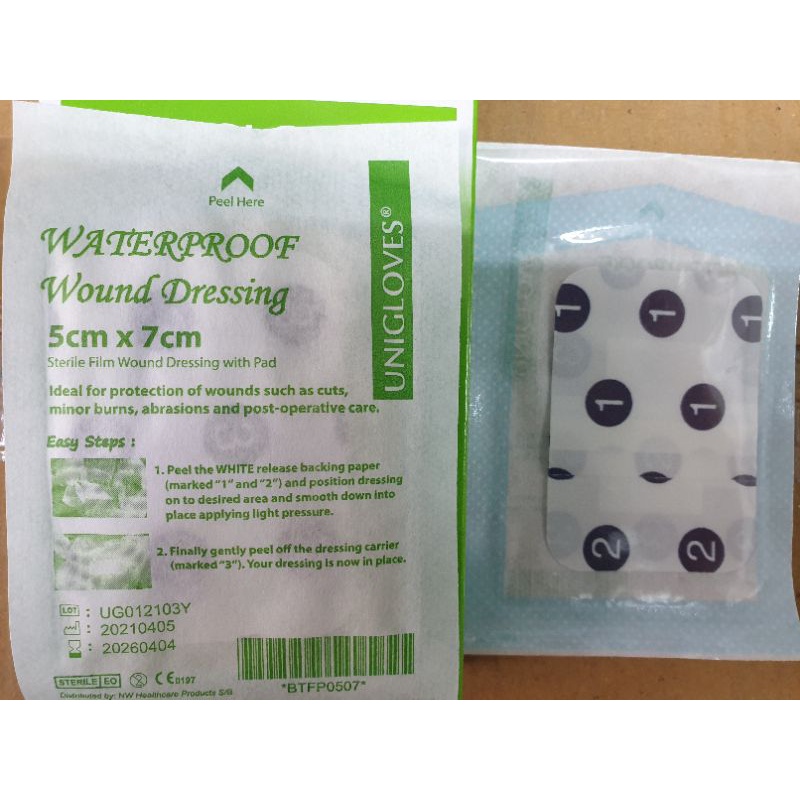 Peel Here
WATERPROOF
Wound Dressing
5cm x 7cm
Sterile Film Wound Dressing with Pad
UNIGLOVES®
Ideal for protection of wounds such as cuts,
minor burns, abrasions and post-operative care.
Easy Steps :
1. Peel the WHITE release backing paper
(marked "1" and "2") and position dressing
on to desired area and smooth down into
place applying light pressure.
2. Finally gently peel off the dressing carrier
(marked "3"). Your dressing is now in place.
LOT : UG012103Y
: 20210405
: 20260404
STERILE EO CE 0197
Distributed by: NW Healthcare Products S/B
*BTFP0507*
1 1 1
1 1
2 2